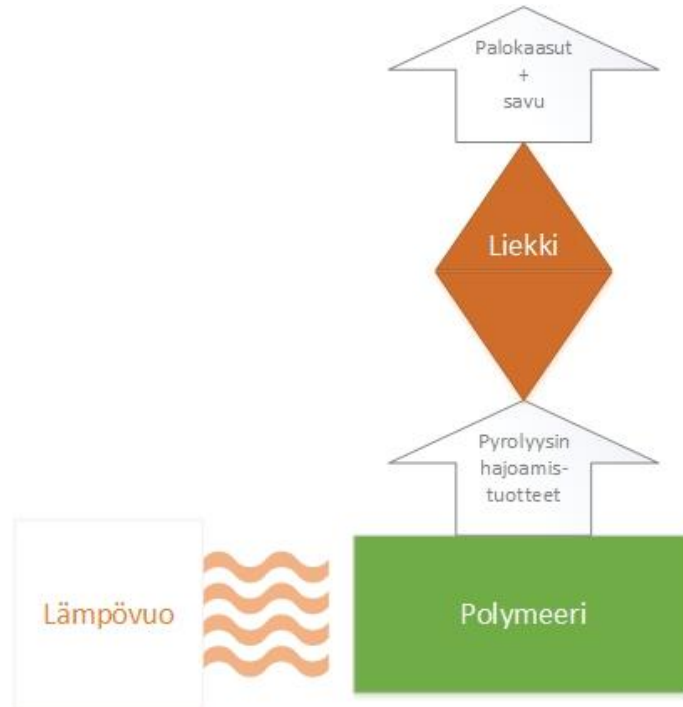 Palokaasut
+
savu
Liekki
Pyrolyysin
hajoamis-
tuotteet
Lämpövuo
Polymeeri